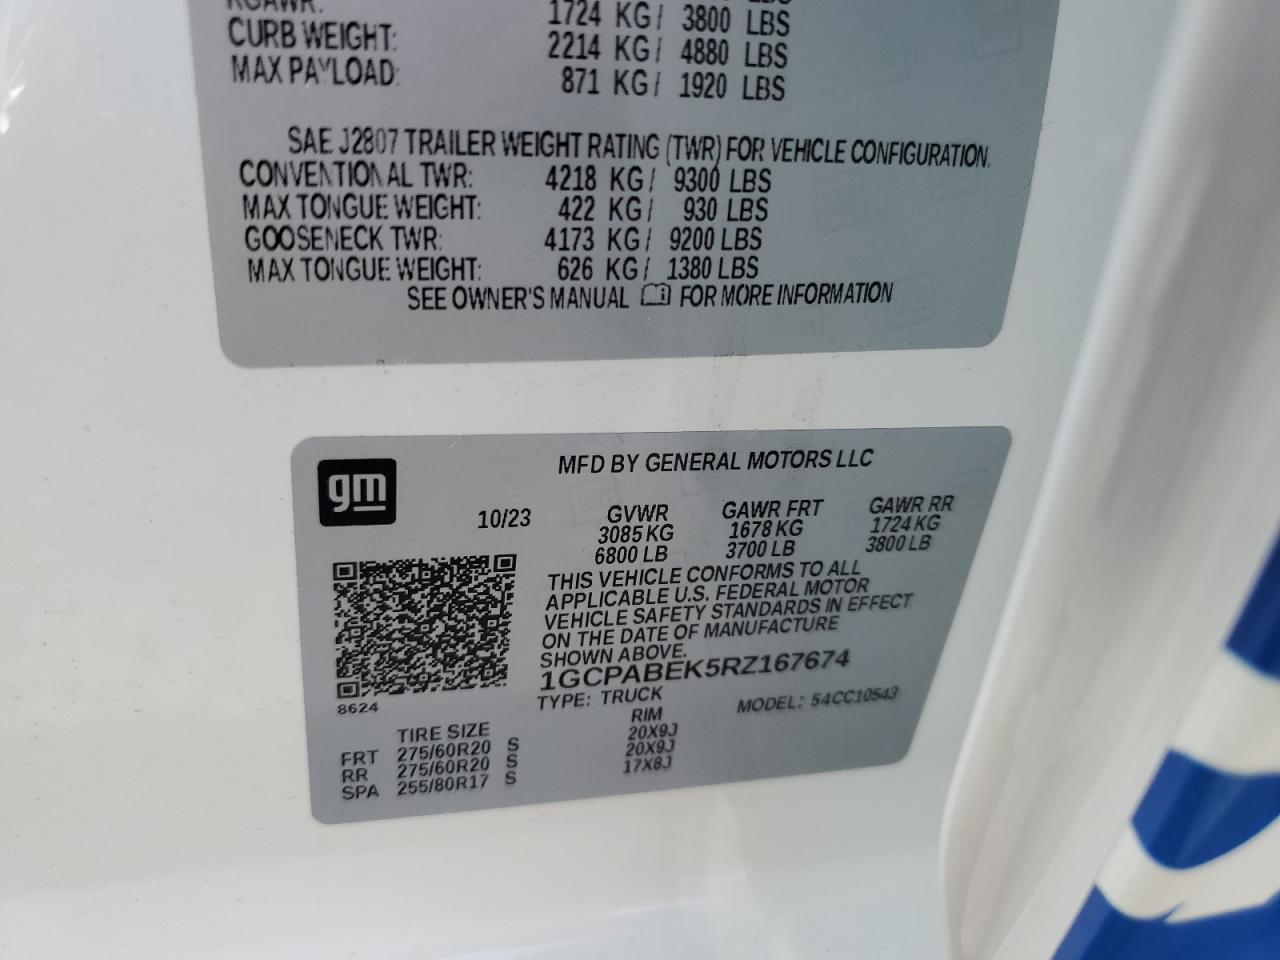 RGAWR: 1724 KG/ 3800 LBS
CURB WEIGHT: 2214 KG/ 4880 LBS
MAX PAYLOAD: 871 KG/ 1920 LBS
SAE J2807 TRAILER WEIGHT RATING (TWR) FOR VEHICLE CONFIGURATION.
CONVENTIONAL TWR: 4218 KG/ 9300 LBS
MAX TONGUE WEIGHT: 422 KG/ 930 LBS
GOOSENECK TWR: 4173 KG/ 9200 LBS
MAX TONGUE WEIGHT: 626 KG/ 1380 LBS
SEE OWNER'S MANUAL FOR MORE INFORMATION
gm
MFD BY GENERAL MOTORS LLC
10/23 GVWR GAWR FRT GAWR RR
3085 KG 1678 KG 1724 KG
6800 LB 3700 LB 3800 LB
THIS VEHICLE CONFORMS TO ALL
APPLICABLE U.S. FEDERAL MOTOR
VEHICLE SAFETY STANDARDS IN EFFECT
ON THE DATE OF MANUFACTURE
SHOWN ABOVE.
1GCPABEK5RZ167674
TYPE: TRUCK MODEL: 54CC10543
8624
TIRE SIZE RIM
FRT 275/60R20 S 20X9J
RR 275/60R20 S 20X9J
SPA 255/80R17 S 17X8J